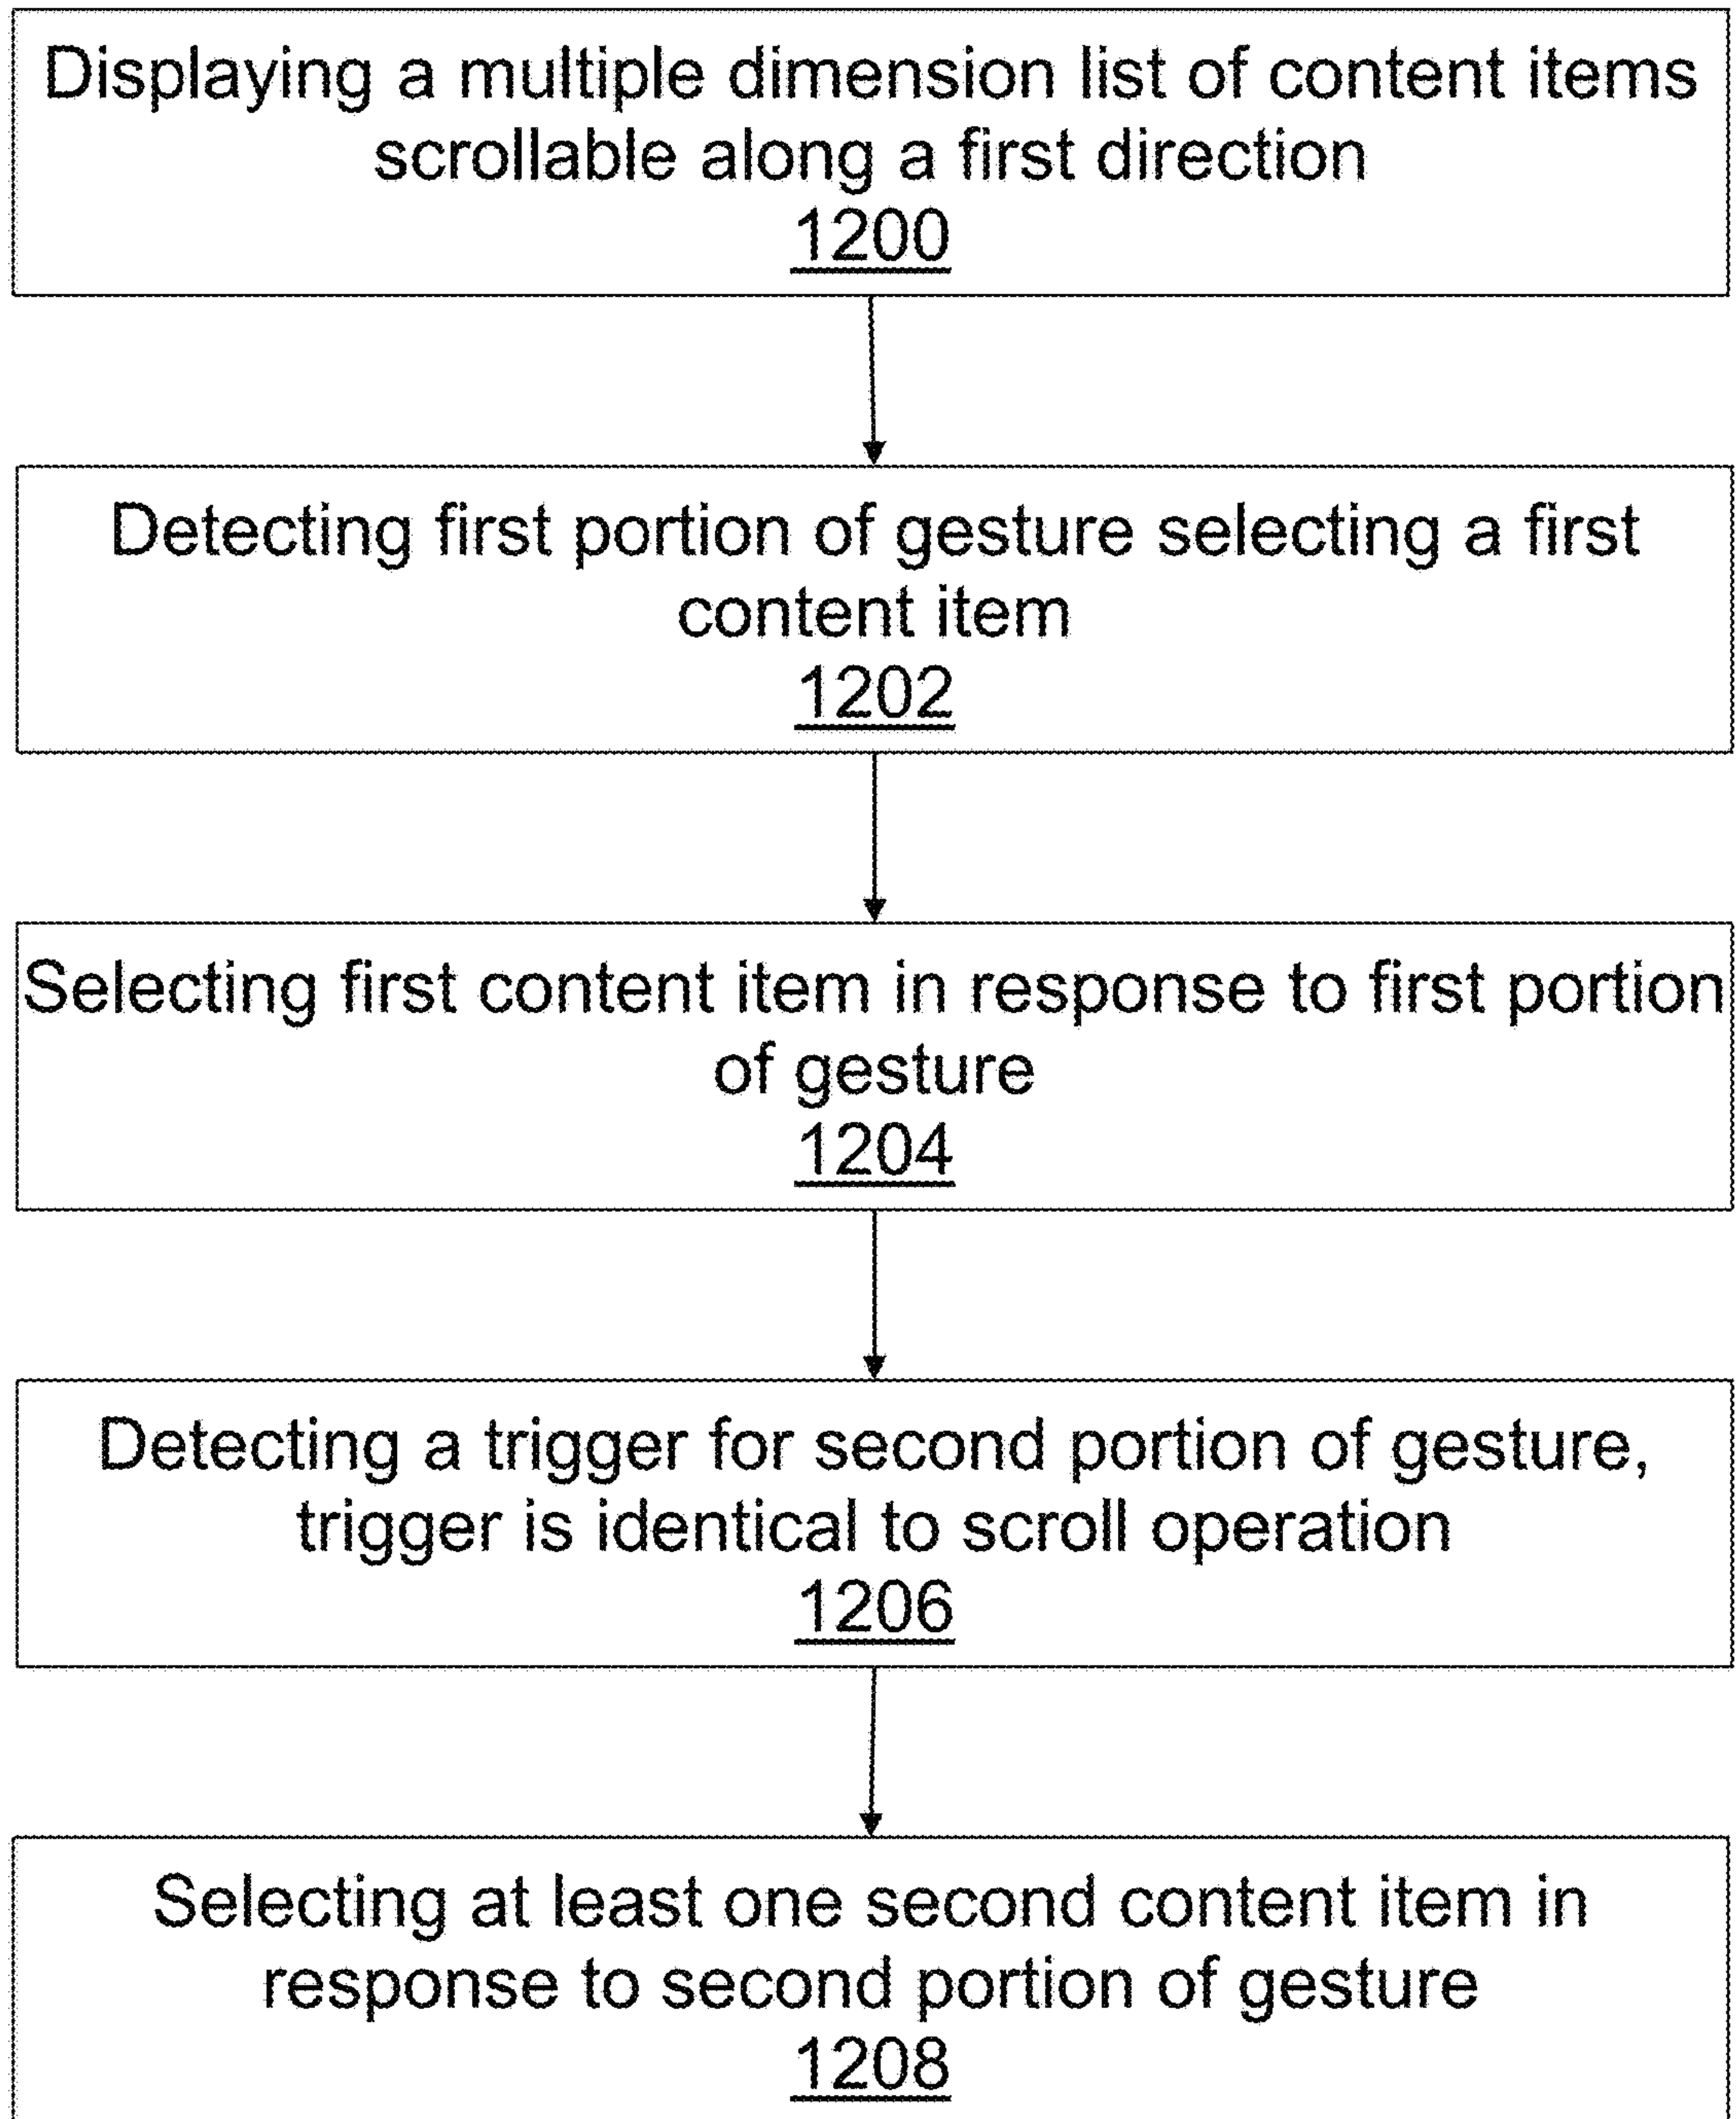 Displaying a multiple dimension list of content items
scrollable along a first direction
1200
Detecting first portion of gesture selecting a first
content item
1202
Selecting first content item in response to first portion
of gesture
1204
Detecting a trigger for second portion of gesture,
trigger is identical to scroll operation
1206
Selecting at least one second content item in
response to second portion of gesture
1208